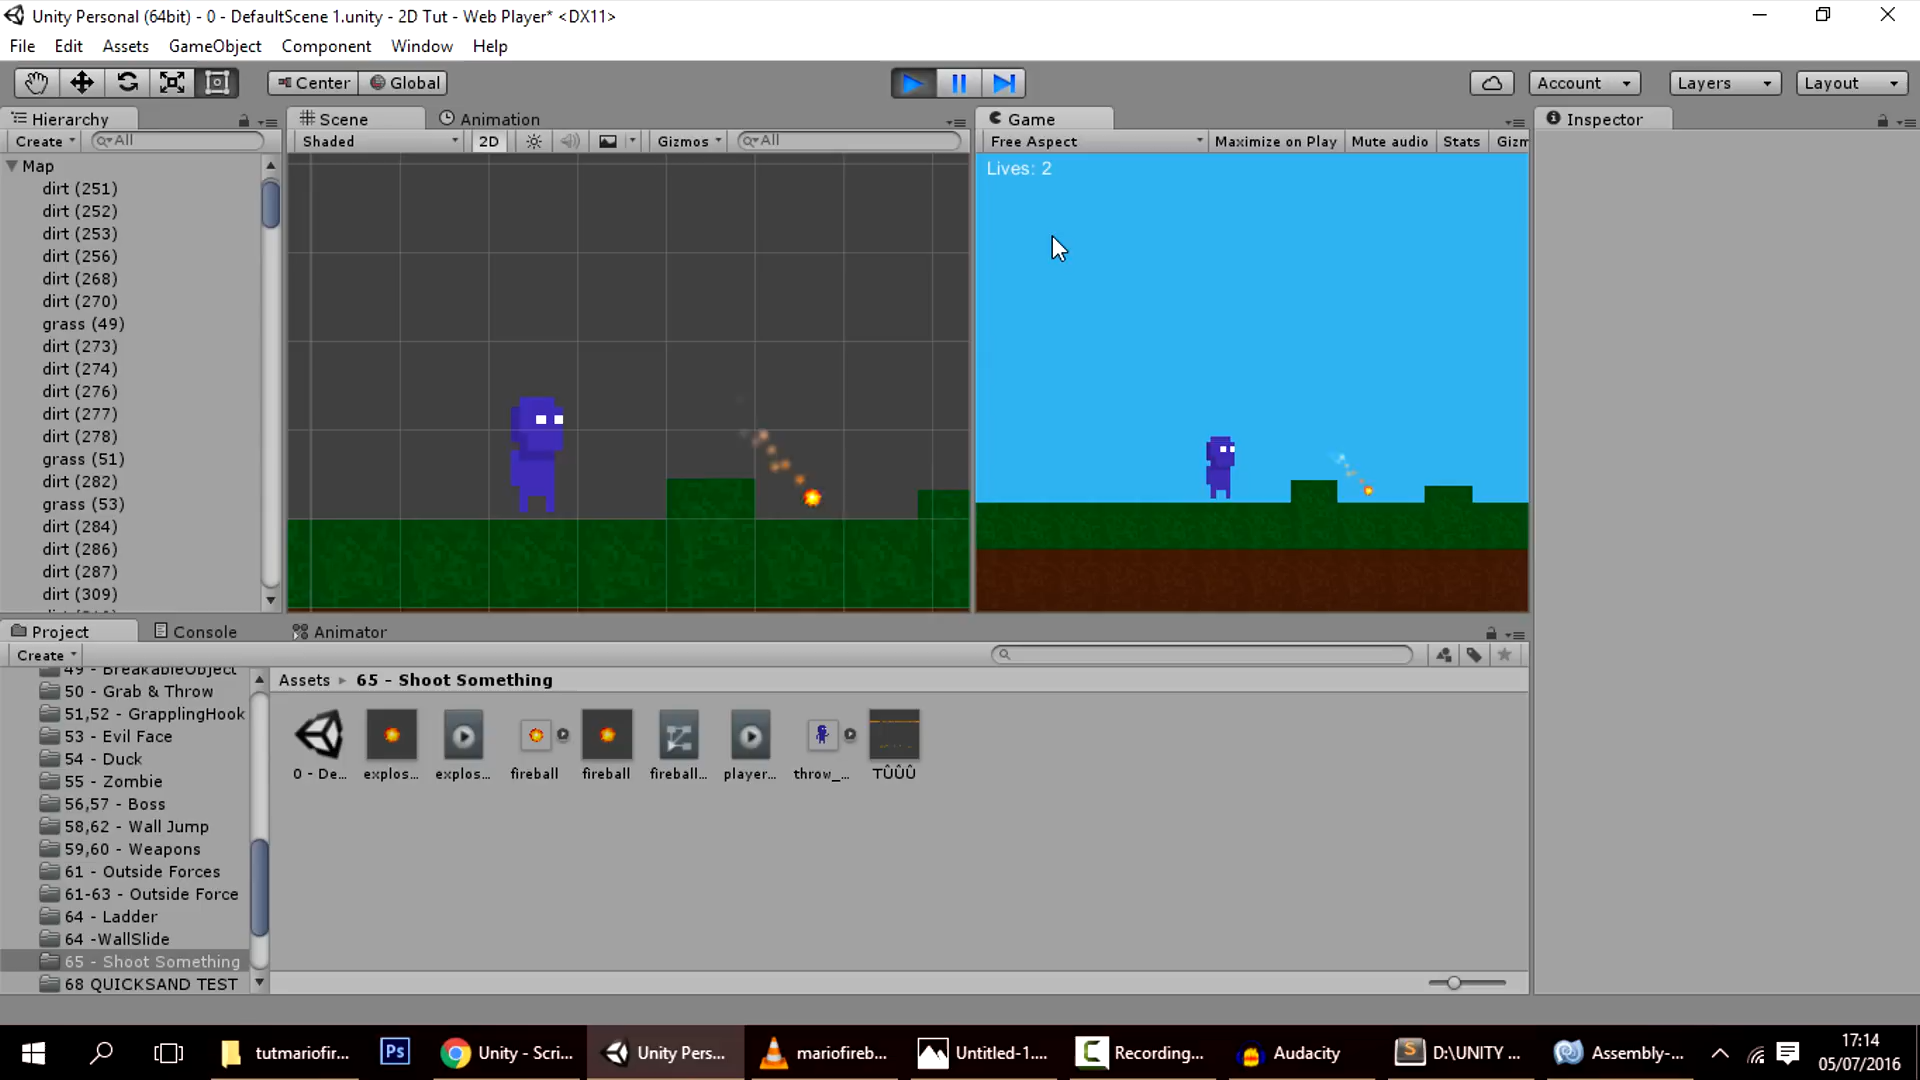 Unity Personal (64bit) - 0 - DefaultScene 1.unity - 2D Tut - Web Player* <DX11>
File Edit Assets GameObject Component Window Help
Center Global Account Layers Layout
Hierarchy Scene Animation Game Inspector
Create All Shaded 2D Gizmos All Free Aspect Maximize on Play Mute audio Stats Gizm
Lives: 2
Map
dirt (251)
dirt (252)
dirt (253)
dirt (256)
dirt (268)
dirt (270)
grass (49)
dirt (273)
dirt (274)
dirt (276)
dirt (277)
dirt (278)
grass (51)
dirt (282)
grass (53)
dirt (284)
dirt (286)
dirt (287)
dirt (309)
Project Console Animator
Create
49 - BreakableObject
50 - Grab & Throw
51,52 - GrapplingHook
53 - Evil Face
54 - Duck
55 - Zombie
56,57 - Boss
58,62 - Wall Jump
59,60 - Weapons
61 - Outside Forces
61-63 - Outside Force
64 - Ladder
64 -WallSlide
65 - Shoot Something
68 QUICKSAND TEST
Assets 65 - Shoot Something
0 - De... explos... explos... fireball fireball fireball... player... throw_... TÛÛÛ
tutmariofir... Ps Unity - Scri... Unity Pers... mariofireb... Untitled-1.... Recording... Audacity D:\UNITY ... Assembly-...
17:14
05/07/2016